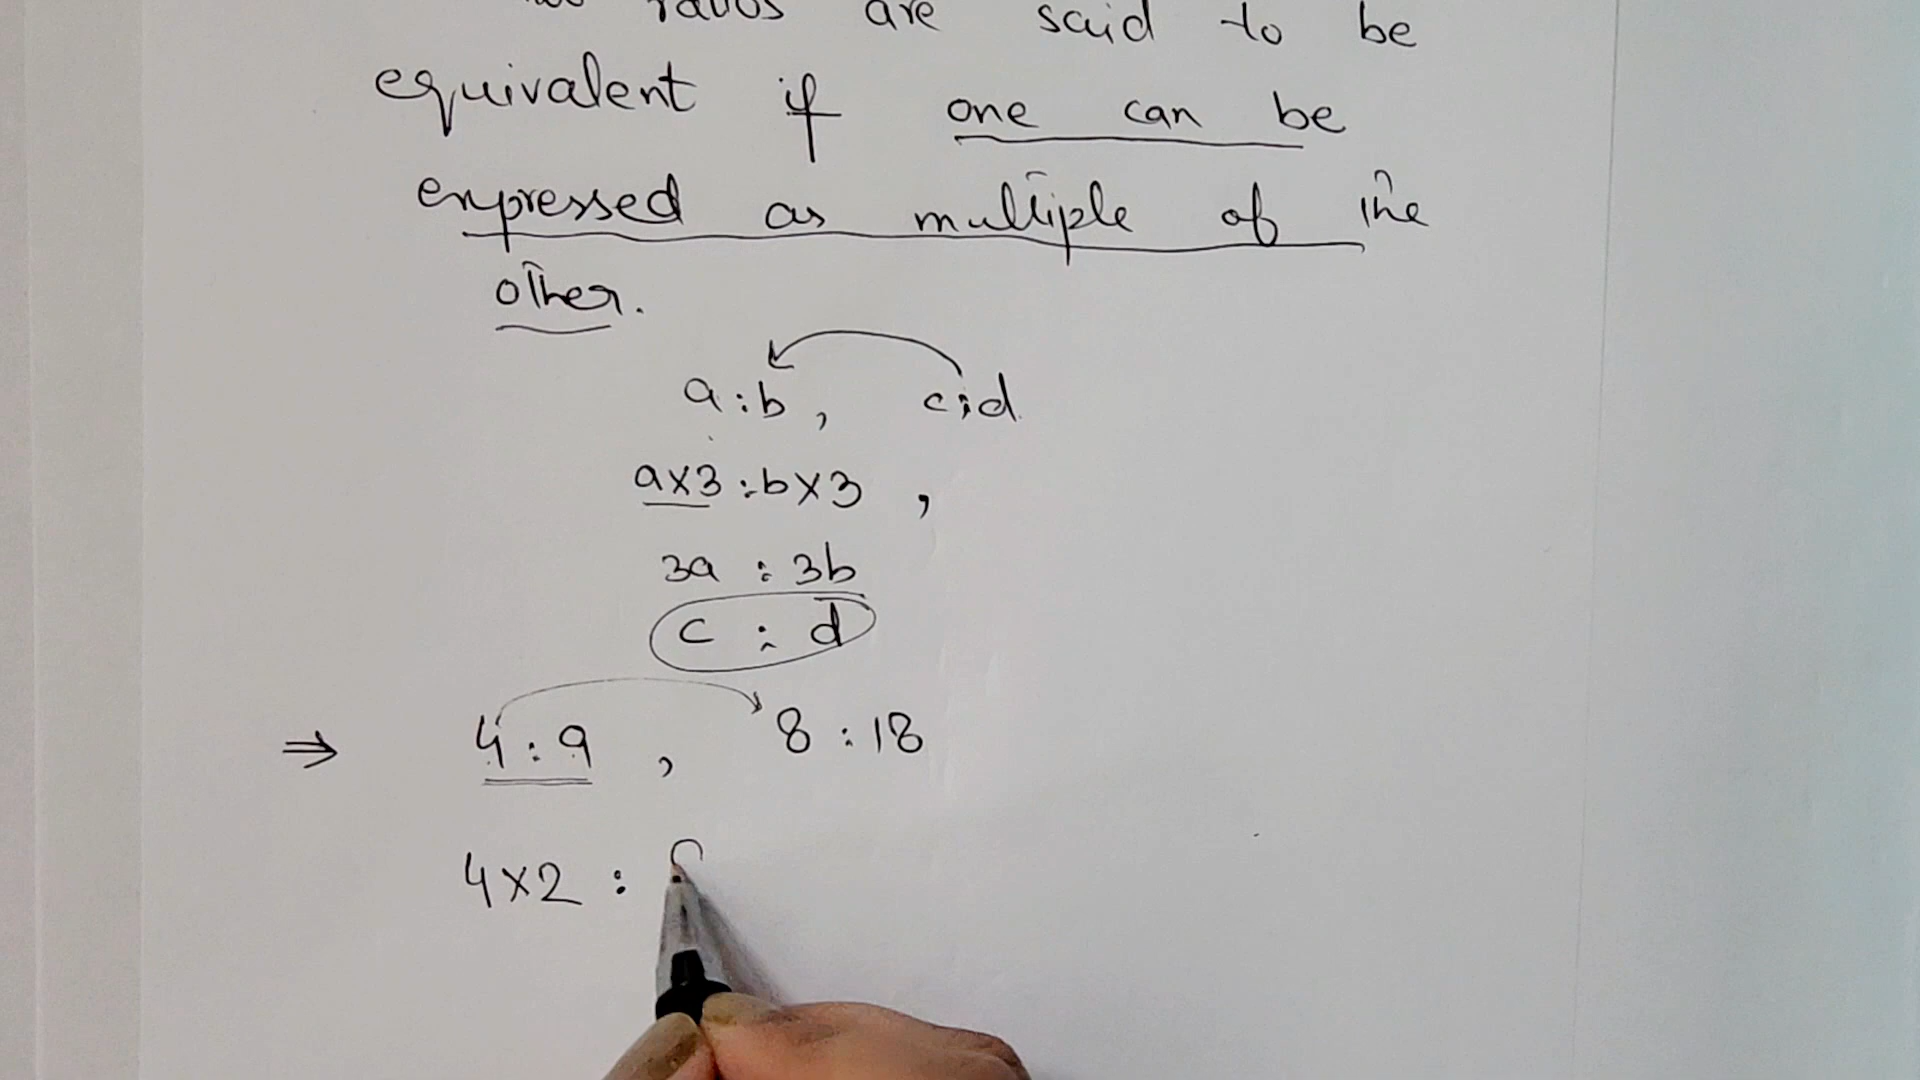 ratios are said to be
equivalent if one can be
expressed as multiple of the
other.
a:b, c:d
a×3:b×3,
3a : 3b
c : d
⇒ 4:9, 8:18
4×2 :